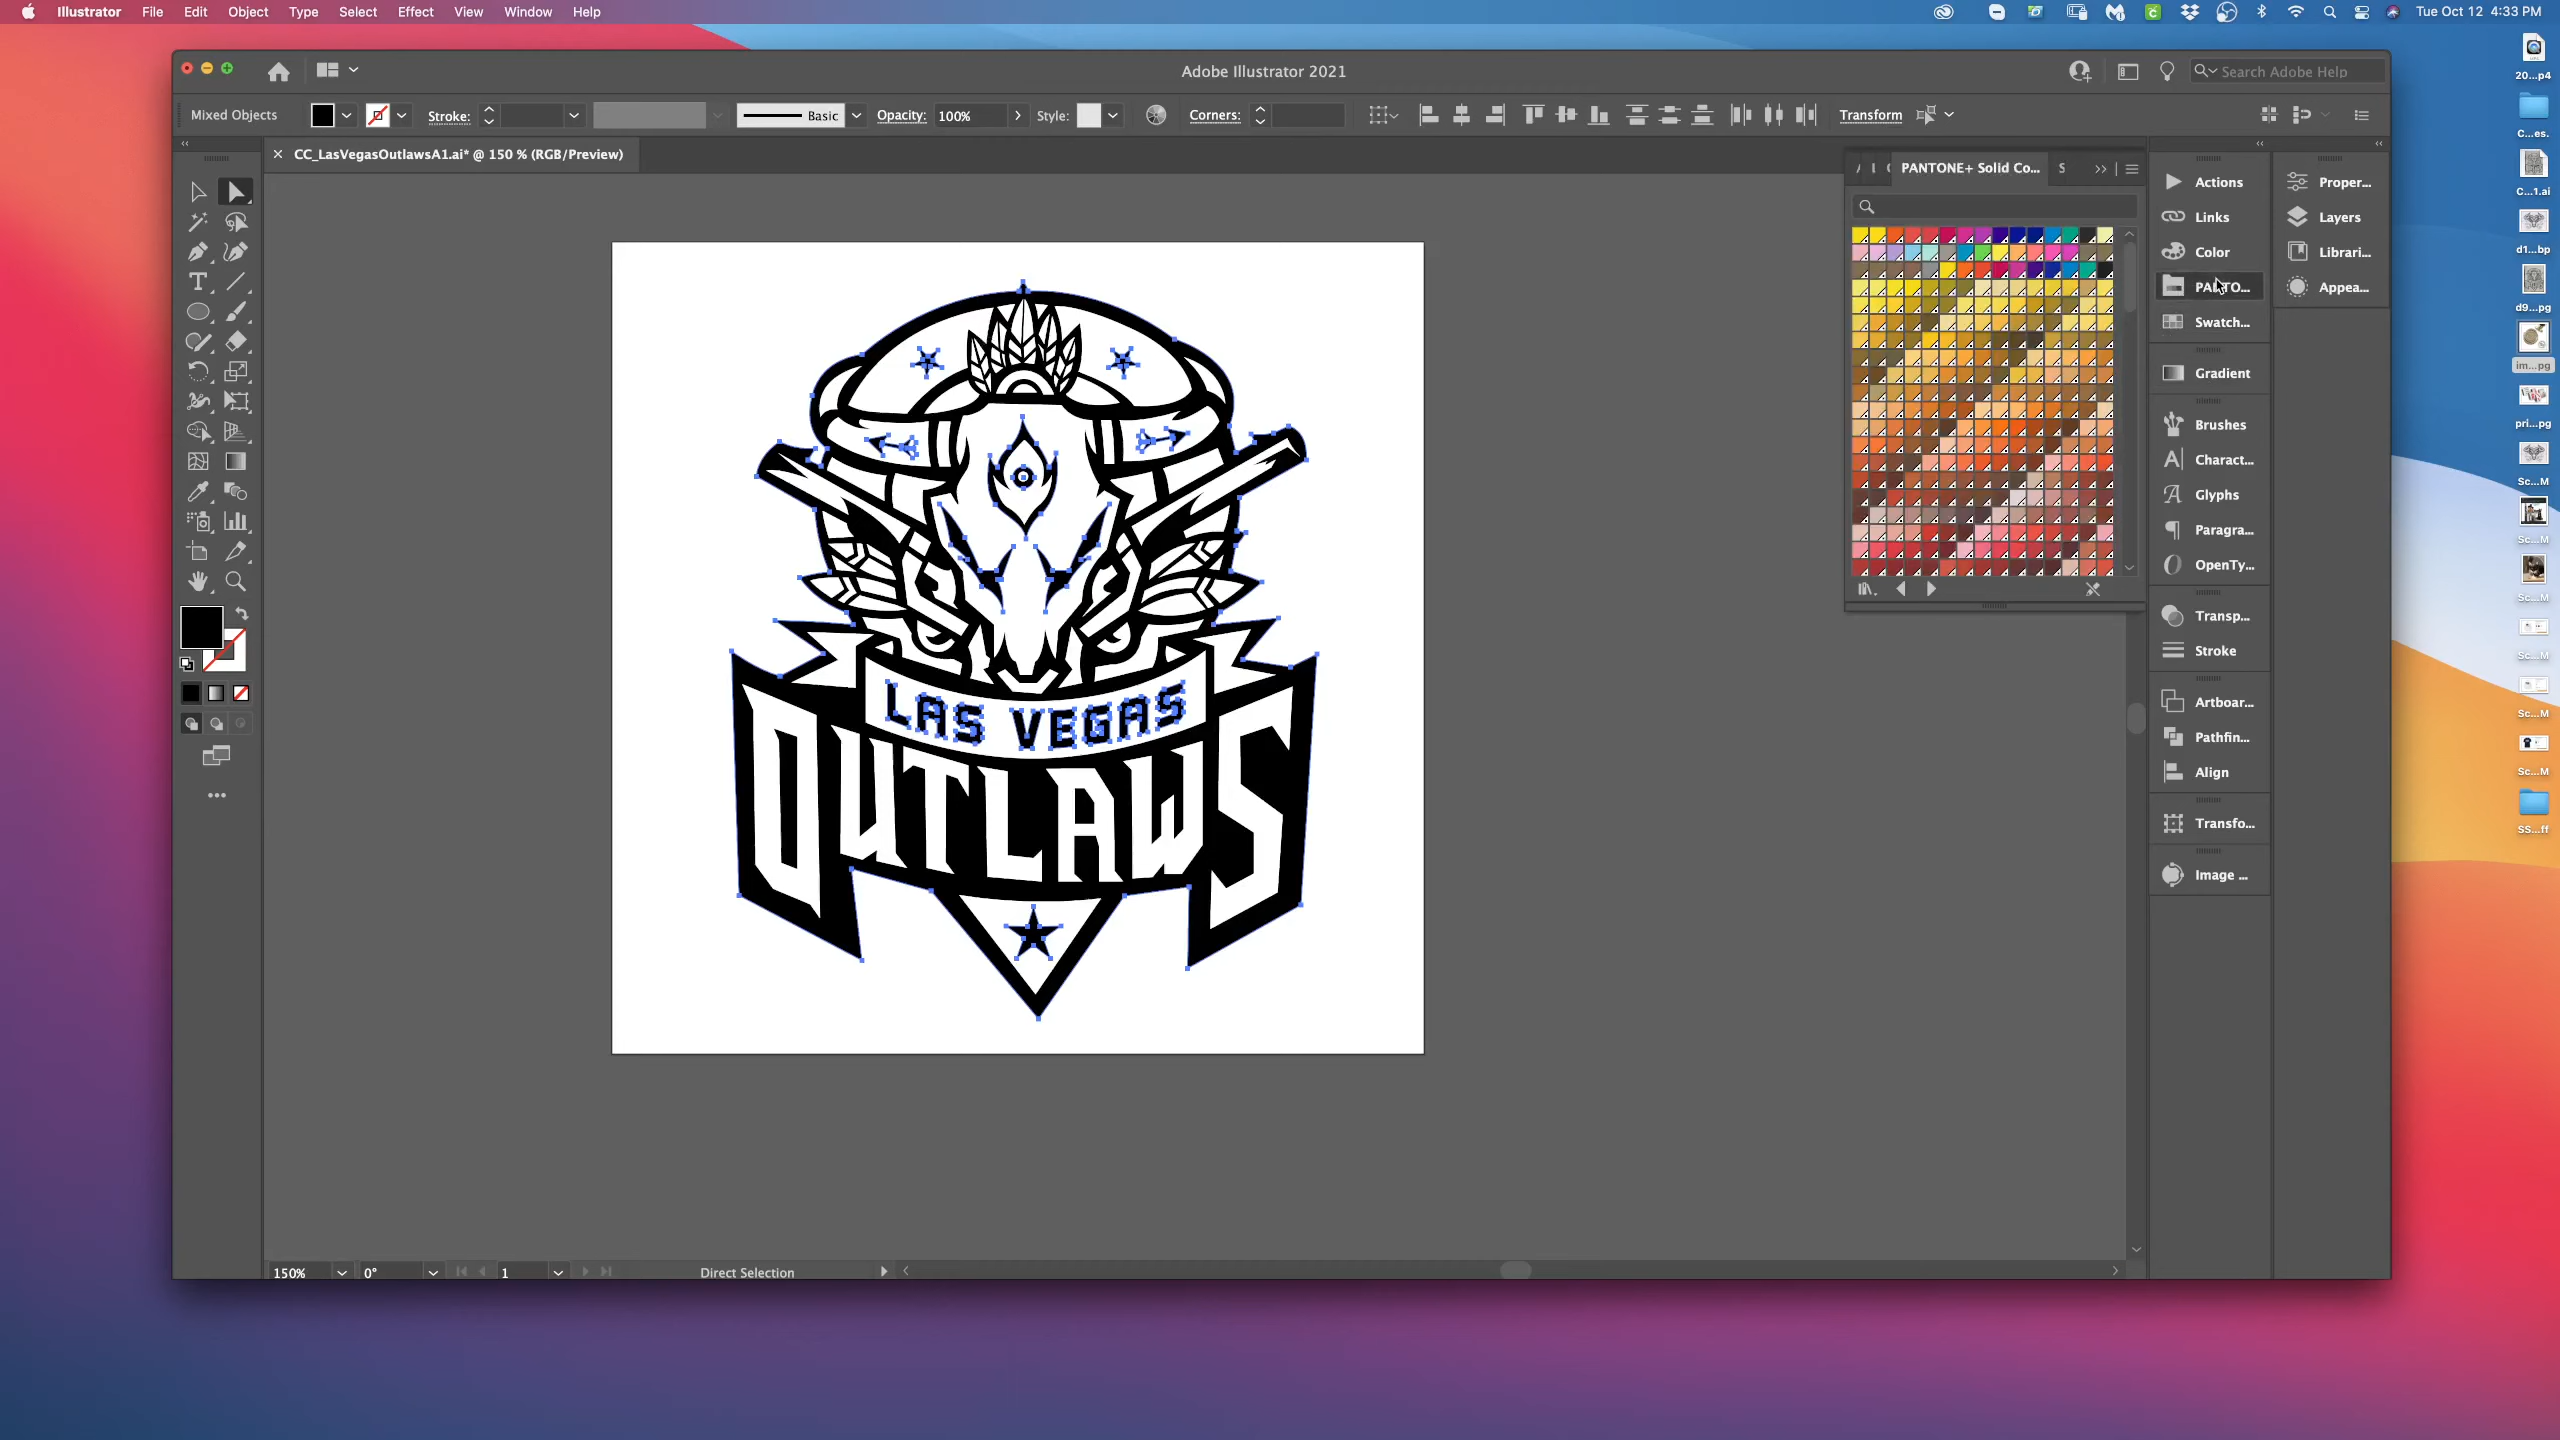 Illustrator File Edit Object Type Select Effect View Window Help
Tue Oct 12 4:33 PM
Adobe Illustrator 2021
Search Adobe Help
Mixed Objects
Stroke:
Basic
Opacity: 100%
Style:
Corners:
Transform
× CC_LasVegasOutlawsA1.ai* @ 150 % (RGB/Preview)
PANTONE+ Solid Co...
LAS VEGAS
OUTLAWS
Actions
Links
Color
PANTO...
Swatch...
Gradient
Brushes
Charact...
Glyphs
Paragra...
OpenTy...
Transp...
Stroke
Artboar...
Pathfin...
Align
Transfo...
Image ...
Proper...
Layers
Librari...
Appea...
20...p4
C...es.
C...1.ai
d1...bp
d9...pg
im...pg
pri...pg
Sc...M
Sc...M
Sc...M
Sc...M
Sc...M
Sc...M
SS...ff
150%
0°
1
Direct Selection